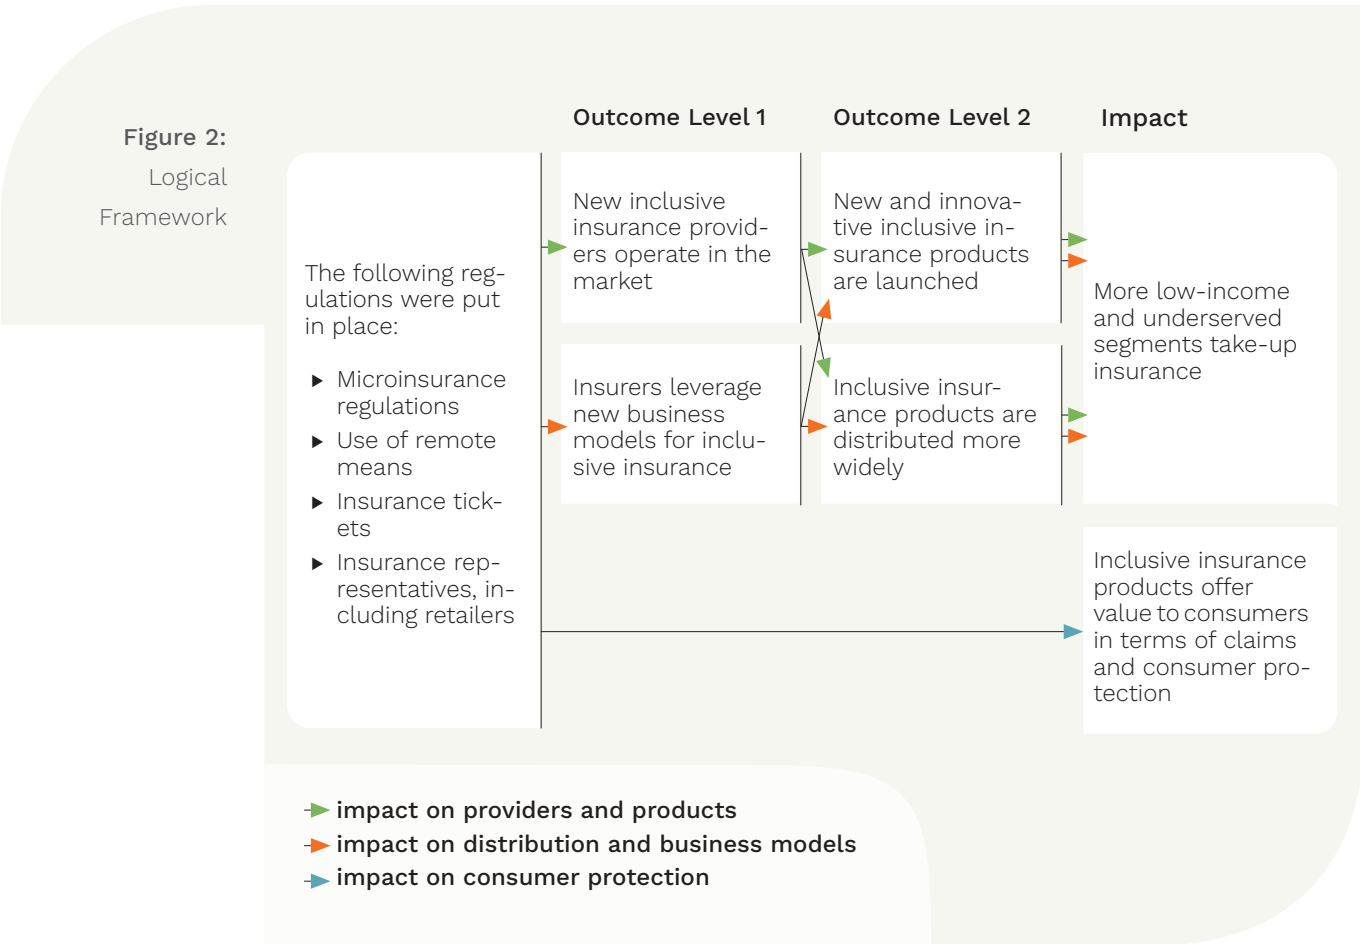 Figure 2:
Logical
Framework
Outcome Level 1
Outcome Level 2
Impact
The following reg-
ulations were put
in place:
Microinsurance
regulations
Use of remote
means
Insurance tick-
ets
Insurance rep-
resentatives, in-
cluding retailers
New inclusive
insurance provid-
ers operate in the
market
Insurers leverage
new business
models for inclu-
sive insurance
New and innova-
tive inclusive in-
surance products
are launched
Inclusive insur-
ance products are
distributed more
widely
More low-income
and underserved
segments take-up
insurance
Inclusive insurance
products offer
value to consumers
in terms of claims
and consumer pro-
tection
impact on providers and products
impact on distribution and business models
impact on consumer protection